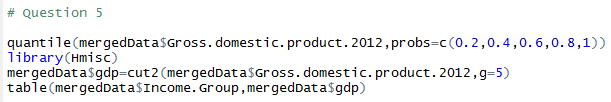 # Question 5
quantile(mergedData$Gross.domestic.product.2012,probs=c(0.2,0.4,0.6,0.8,1))
library(Hmisc)
mergedData$gdp=cut2(mergedData$Gross.domestic.product.2012,g=5)
table(mergedData$Income.Group,mergedData$gdp)